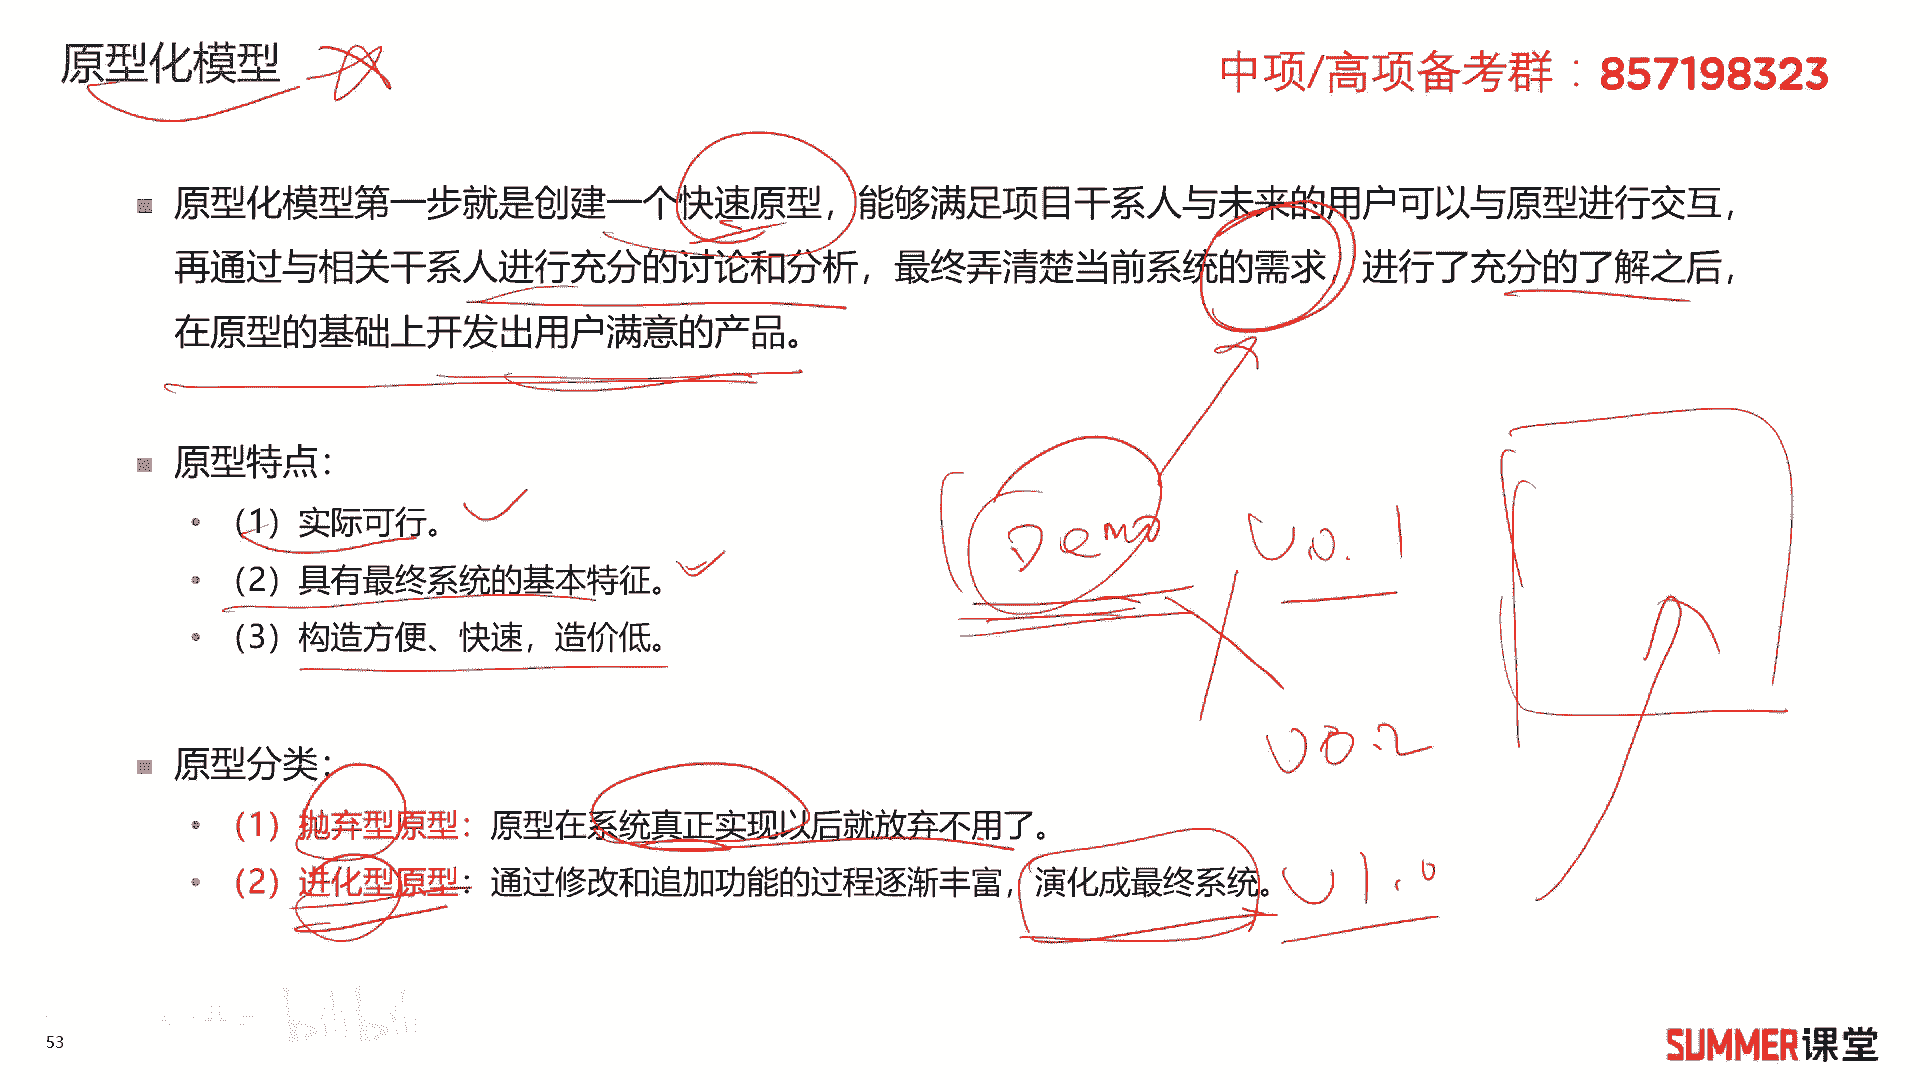 原型化模型
中项/高项备考群：857198323
原型化模型第一步就是创建一个快速原型，能够满足项目干系人与未来的用户可以与原型进行交互，
再通过与相关干系人进行充分的讨论和分析，最终弄清楚当前系统的需求，进行了充分的了解之后，
在原型的基础上开发出用户满意的产品。
原型特点：
（1）实际可行。
（2）具有最终系统的基本特征。
（3）构造方便、快速，造价低。
Demo
V0.1
V0.2
原型分类：
（1）抛弃型原型：原型在系统真正实现以后就放弃不用了。
（2）进化型原型：通过修改和追加功能的过程逐渐丰富，演化成最终系统。
V1.0
53
SUMMER课堂